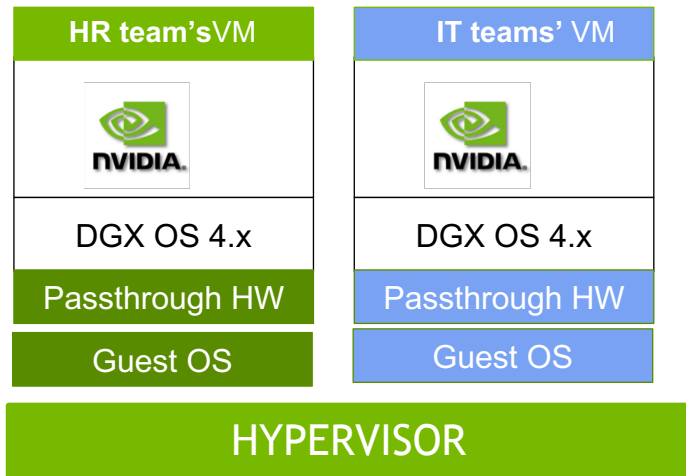 HR team'sVM
IT teams' VM
NVIDIA.
NVIDIA.
DGX OS 4.x
DGX OS 4.x
Passthrough HW
Passthrough HW
Guest OS
Guest OS
HYPERVISOR